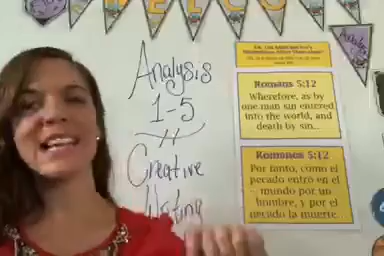 Analysis
1-5
Creative
Writing
Romans 5:12
Wherefore, as by
one man sin entered
into the world, and
death by sin...
Romanos 5:12
Por tanto, como el
pecado entró en el
mundo por un
hombre, y por el
pecado la muerte